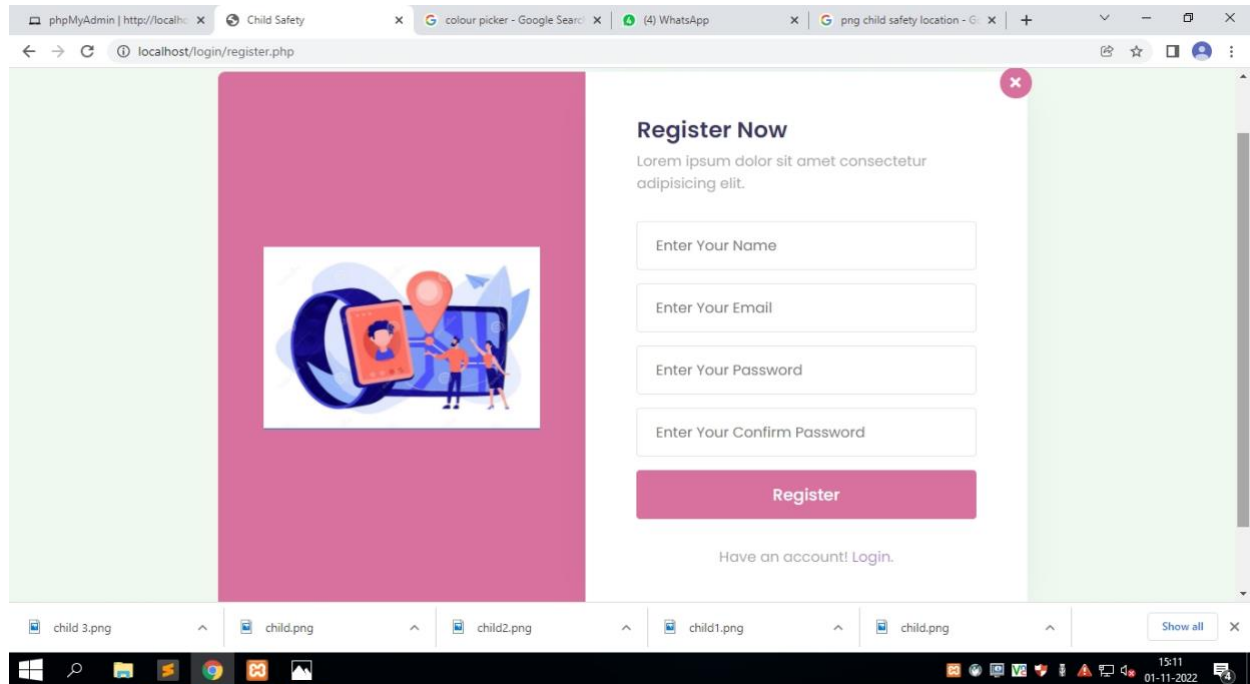 phpMyAdmin | http://localho
Child Safety
colour picker - Google Searc
(4) WhatsApp
png child safety location - G
localhost/login/register.php
Register Now
Lorem ipsum dolor sit amet consectetur
adipisicing elit.
Enter Your Name
Enter Your Email
Enter Your Password
Enter Your Confirm Password
Register
Have an account! Login.
child 3.png
child.png
child2.png
child1.png
child.png
Show all
15:11
01-11-2022
4